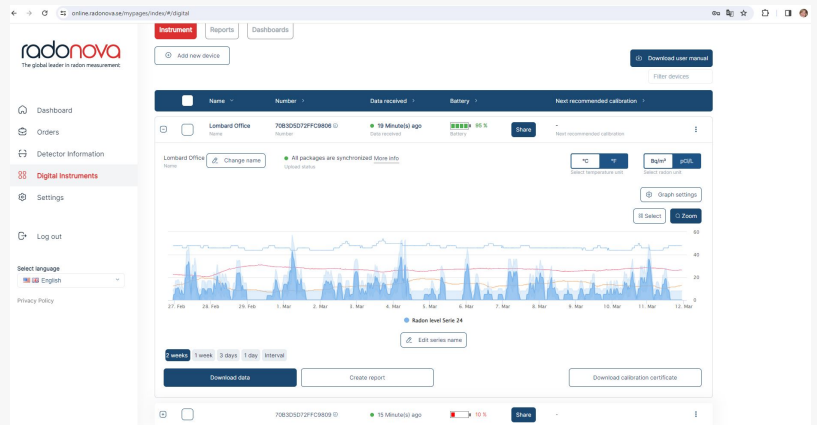 online.radonova.se/mypages/index/#/digital
radonova
The global leader in radon measurement
Dashboard
Orders
Detector Information
Digital Instruments
Settings
Log out
Select language
English
Privacy Policy
Instrument Reports Dashboards
Add new device
Download user manual
Filter devices
Name Number Data received Battery Next recommended calibration
Lombard Office 70B3D5D72FFC9806 19 Minute(s) ago 95 % Share -
Name Number Data received Battery Next recommended calibration
Lombard Office Change name All packages are synchronized More info °C °F Bq/m³ pCi/L
Name Upload status Select temperature unit Select radon unit
Graph settings
Select Zoom
60
40
20
0
27. Feb 28. Feb 29. Feb 1. Mar 2. Mar 3. Mar 4. Mar 5. Mar 6. Mar 7. Mar 8. Mar 9. Mar 10. Mar 11. Mar 12. Mar
Radon level Serie 24
Edit series name
2 weeks 1 week 3 days 1 day Interval
Download data Create report Download calibration certificate
70B3D5D72FFC9809 15 Minute(s) ago 10 % Share -